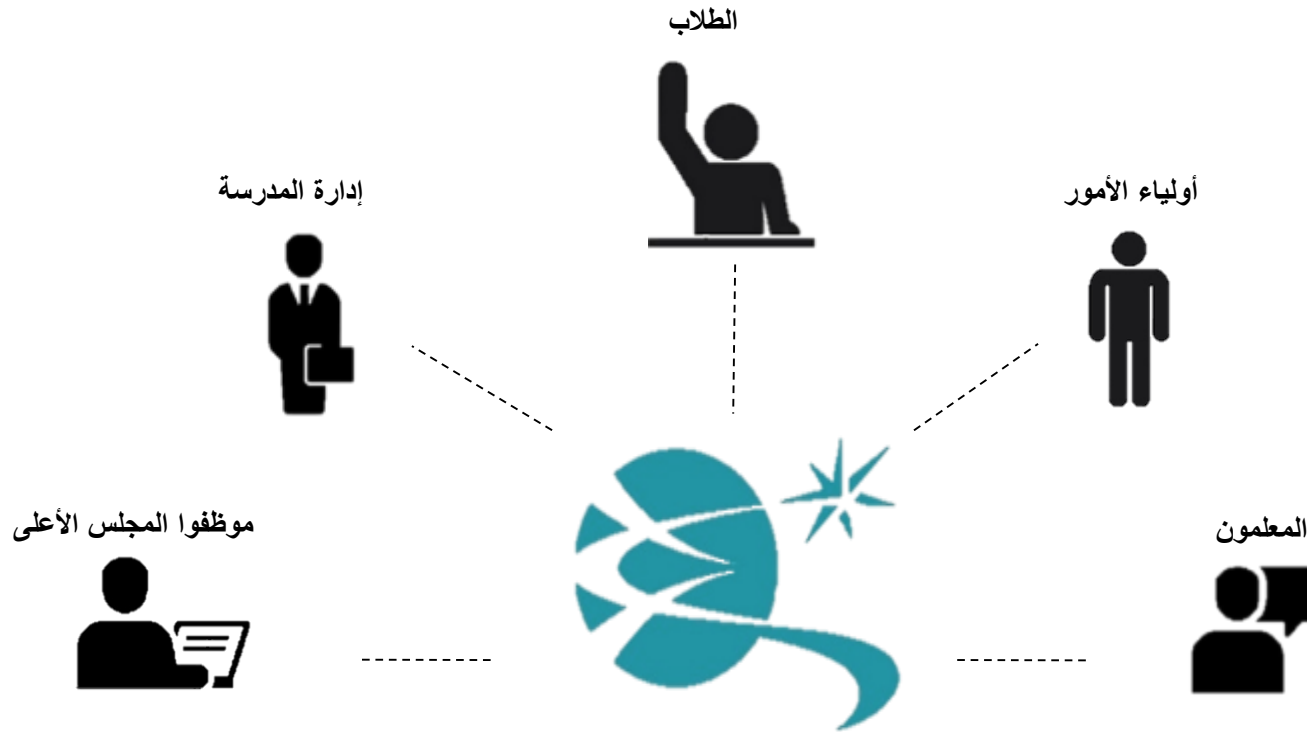 الطلاب
أولياء الأمور
إدارة المدرسة
المعلمون
موظفوا المجلس الأعلى